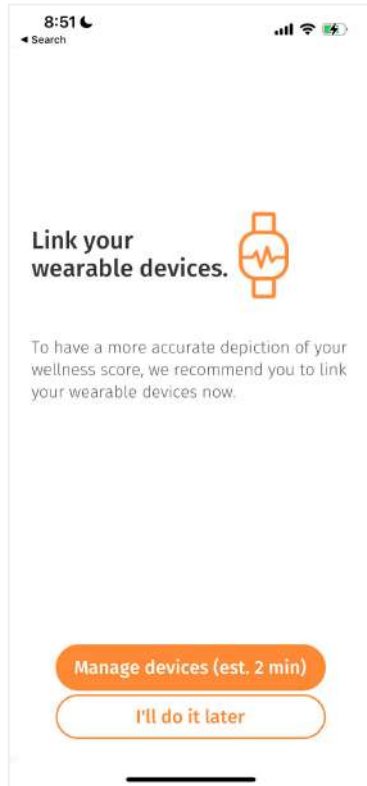 8:51
◀ Search
Link your
wearable devices.
To have a more accurate depiction of your
wellness score, we recommend you to link
your wearable devices now.
Manage devices (est. 2 min)
I'll do it later